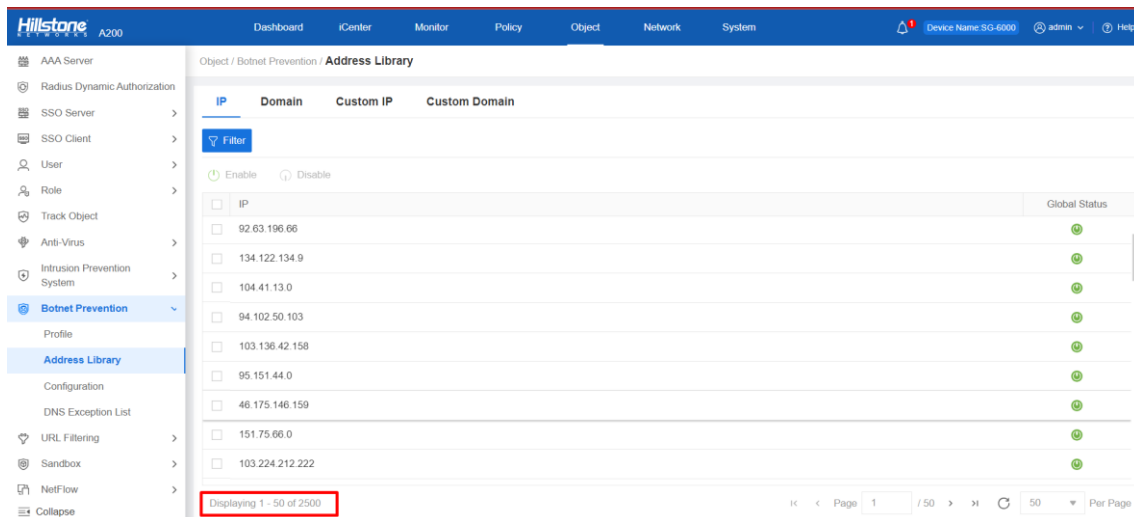 Hillstone
NETWORKS A200
Dashboard iCenter Monitor Policy Object Network System
1 Device Name:SG-6000 admin Help
AAA Server
Radius Dynamic Authorization
SSO Server
SSO Client
User
Role
Track Object
Anti-Virus
Intrusion Prevention
System
Botnet Prevention
Profile
Address Library
Configuration
DNS Exception List
URL Filtering
Sandbox
NetFlow
Collapse
Object / Botnet Prevention / Address Library
IP Domain Custom IP Custom Domain
Filter
Enable Disable
IP Global Status
92.63.196.66
134.122.134.9
104.41.13.0
94.102.50.103
103.136.42.158
95.151.44.0
46.175.146.159
151.75.66.0
103.224.212.222
Displaying 1 - 50 of 2500 Page 1 / 50 50 Per Page